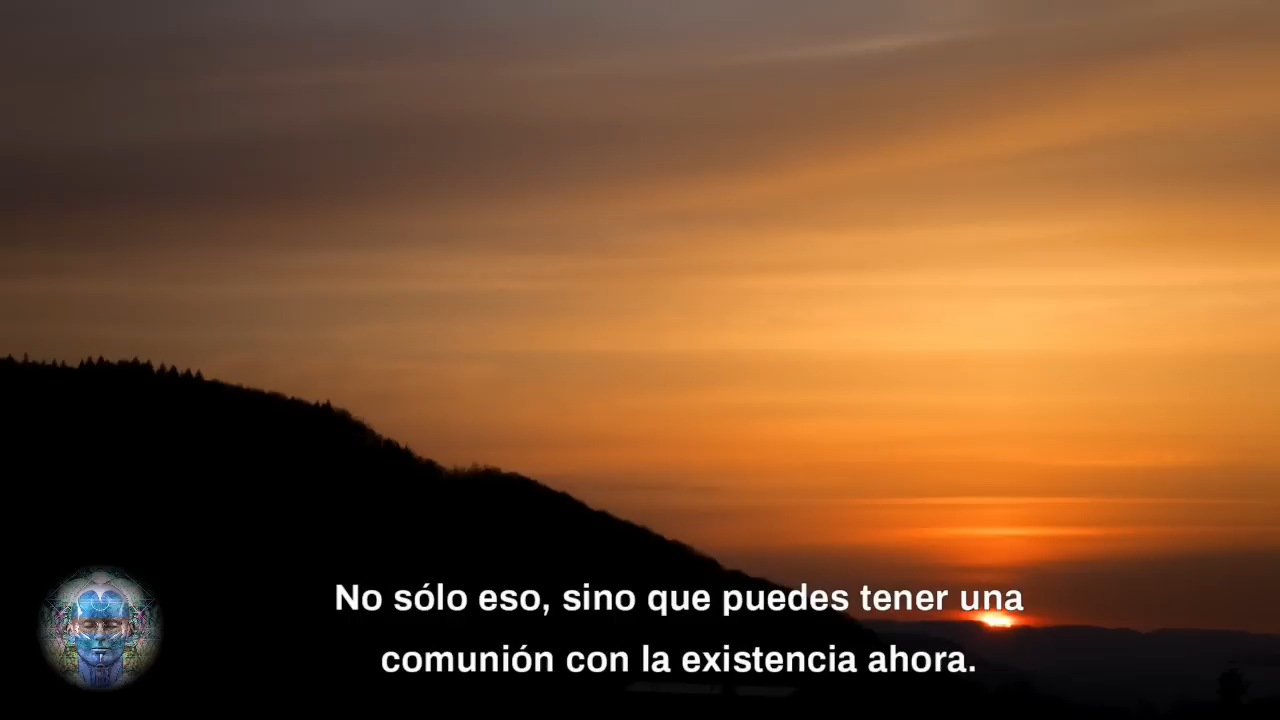 No sólo eso, sino que puedes tener una
comunión con la existencia ahora.